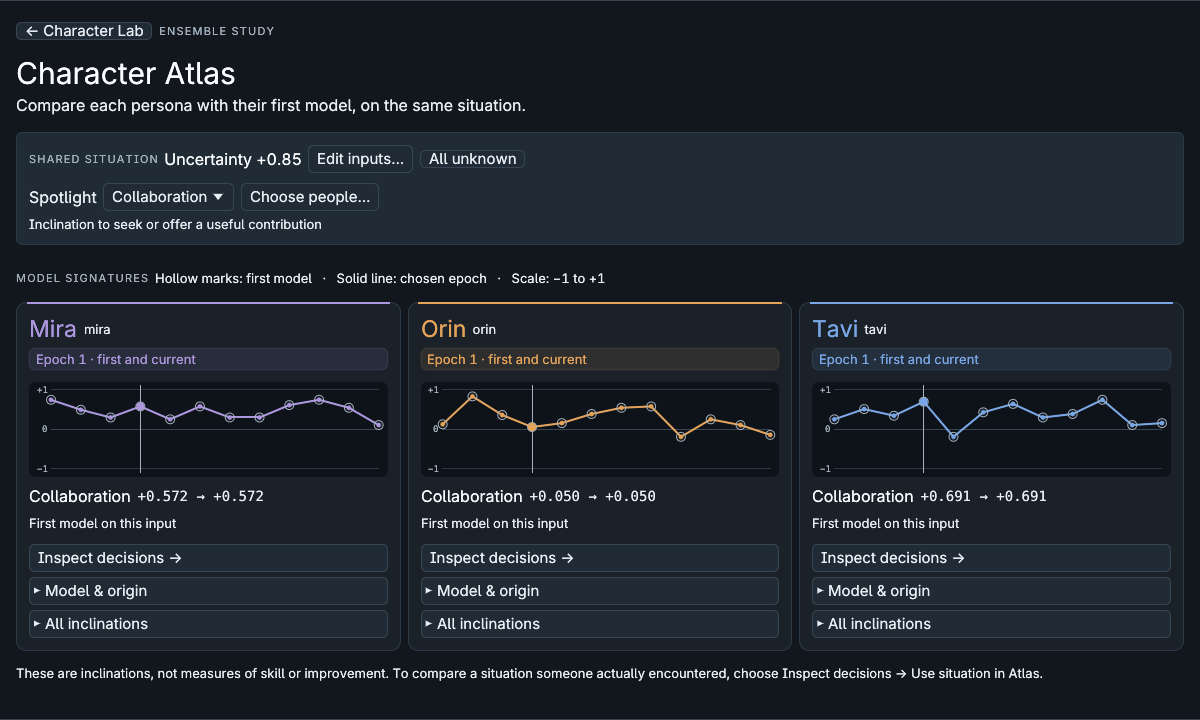 ← Character Lab ENSEMBLE STUDY
Character Atlas
Compare each persona with their first model, on the same situation.
SHARED SITUATION Uncertainty +0.85 Edit inputs... All unknown
Spotlight Collaboration ▼ Choose people...
Inclination to seek or offer a useful contribution
MODEL SIGNATURES Hollow marks: first model · Solid line: chosen epoch · Scale: −1 to +1
Mira mira
Epoch 1 · first and current
+1
0
−1
Collaboration +0.572 → +0.572
First model on this input
Inspect decisions →
▸ Model & origin
▸ All inclinations
Orin orin
Epoch 1 · first and current
+1
0
−1
Collaboration +0.050 → +0.050
First model on this input
Inspect decisions →
▸ Model & origin
▸ All inclinations
Tavi tavi
Epoch 1 · first and current
+1
0
−1
Collaboration +0.691 → +0.691
First model on this input
Inspect decisions →
▸ Model & origin
▸ All inclinations
These are inclinations, not measures of skill or improvement. To compare a situation someone actually encountered, choose Inspect decisions → Use situation in Atlas.